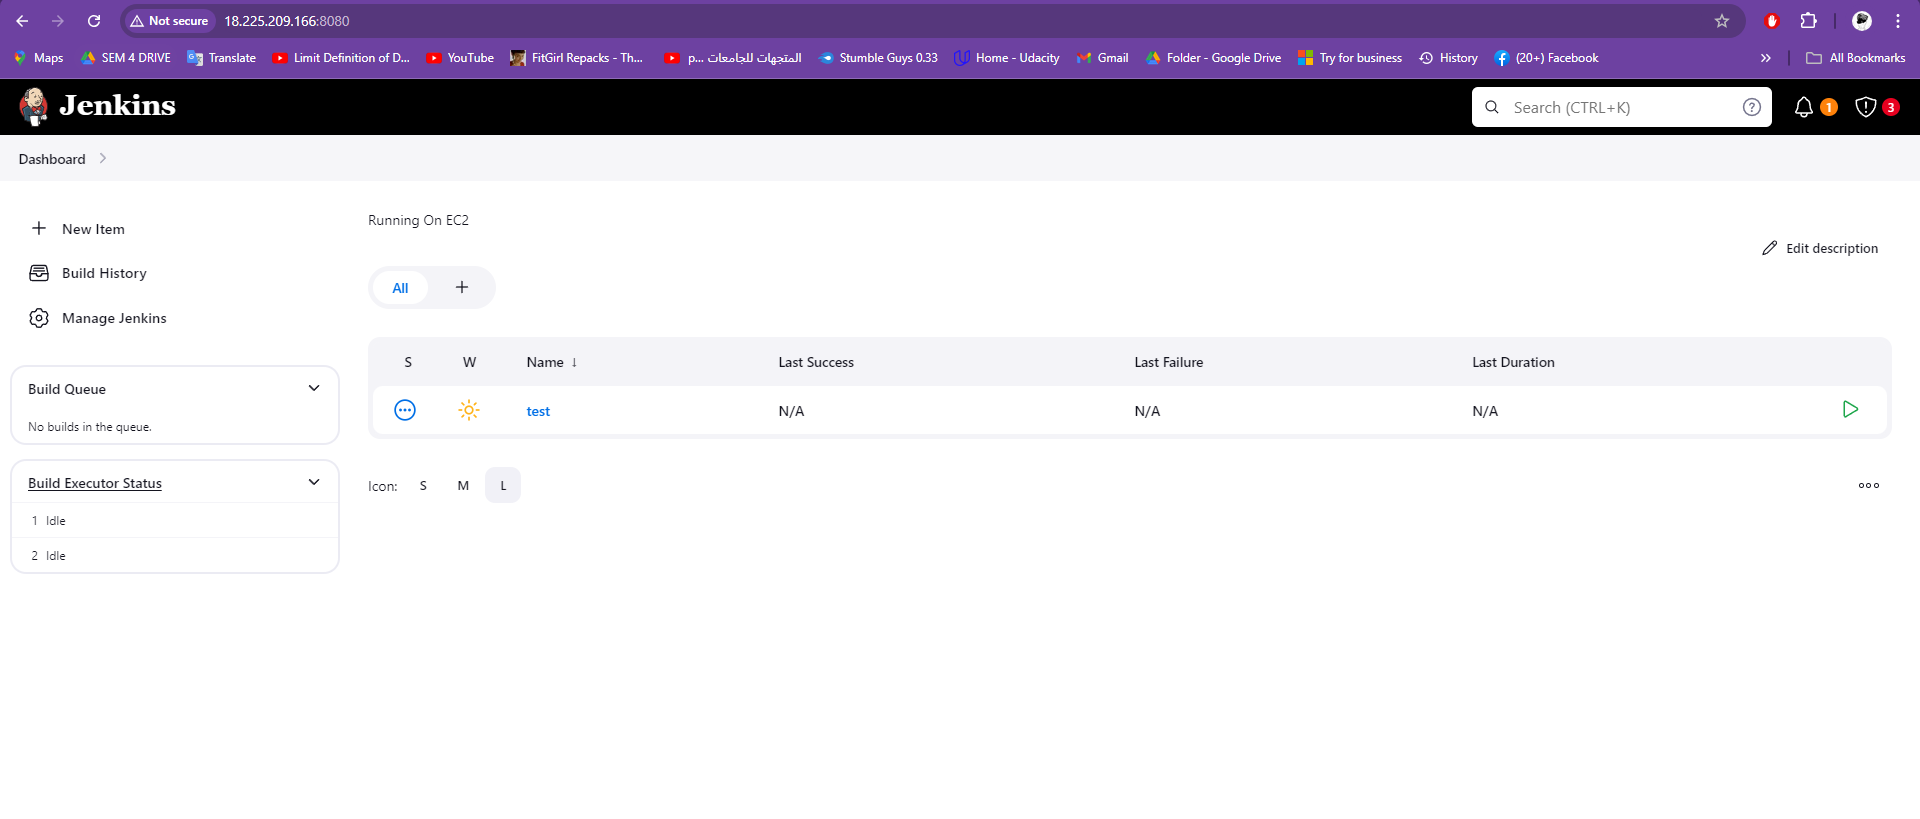 Not secure 18.225.209.166:8080
Maps SEM 4 DRIVE Translate Limit Definition of D... YouTube FitGirl Repacks - Th... المتجهات للجامعات ...p Stumble Guys 0.33 Home - Udacity Gmail Folder - Google Drive Try for business History (20+) Facebook » All Bookmarks
Jenkins Search (CTRL+K) ? 1 3
Dashboard
New Item
Build History
Manage Jenkins
Build Queue
No builds in the queue.
Build Executor Status
1 Idle
2 Idle
Running On EC2
Edit description
All +
S W Name ↓ Last Success Last Failure Last Duration
test N/A N/A N/A
Icon: S M L